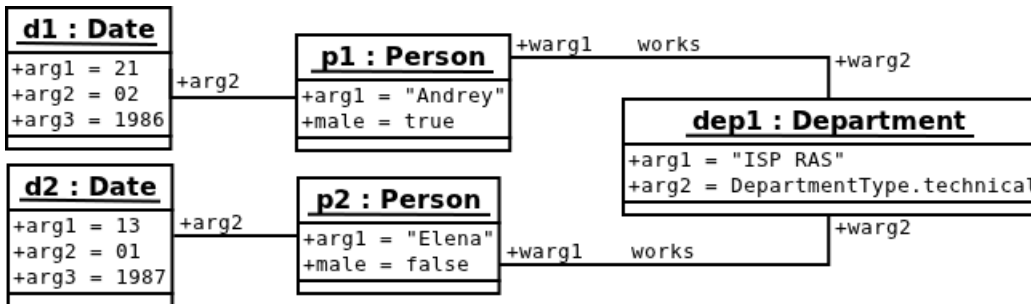 d1 : Date
+arg1 = 21
+arg2 = 02
+arg3 = 1986
+arg2
p1 : Person
+arg1 = "Andrey"
+male = true
+warg1 works
+warg2
dep1 : Department
+arg1 = "ISP RAS"
+arg2 = DepartmentType.technical
d2 : Date
+arg1 = 13
+arg2 = 01
+arg3 = 1987
+arg2
p2 : Person
+arg1 = "Elena"
+male = false
+warg1 works
+warg2